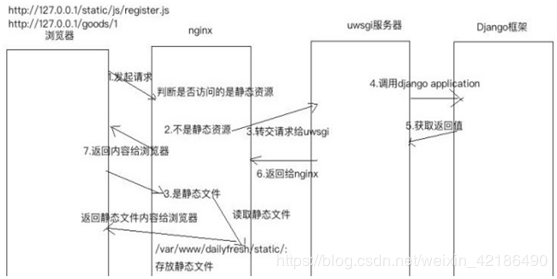 http://127.0.0.1/static/js/register.js
http://127.0.0.1/goods/1
浏览器
nginx
uwsgi服务器
Django框架
1.发起请求
判断是否访问的是静态资源
4.调用django application
2.不是静态资源
3.转交请求给uwsgi
5.获取返回值
7.返回内容给浏览器
6.返回给nginx
3.是静态文件
返回静态文件内容给浏览器
读取静态文件
/var/www/dailyfresh/static/:
存放静态文件
https://blog.csdn.net/weixin_42186490